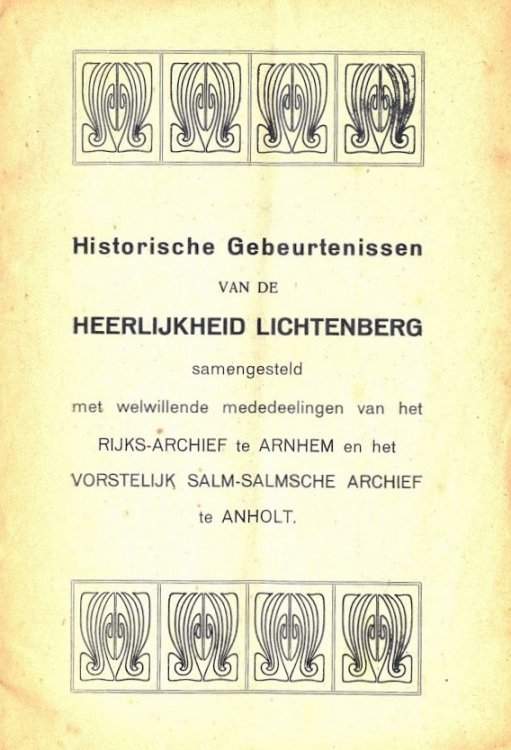 Historische Gebeurtenissen
VAN DE
HEERLIJKHEID LICHTENBERG
samengesteld
met welwillende mededeelingen van het
RIJKS-ARCHIEF te ARNHEM en het
VORSTELIJK SALM-SALMSCHE ARCHIEF
te ANHOLT.